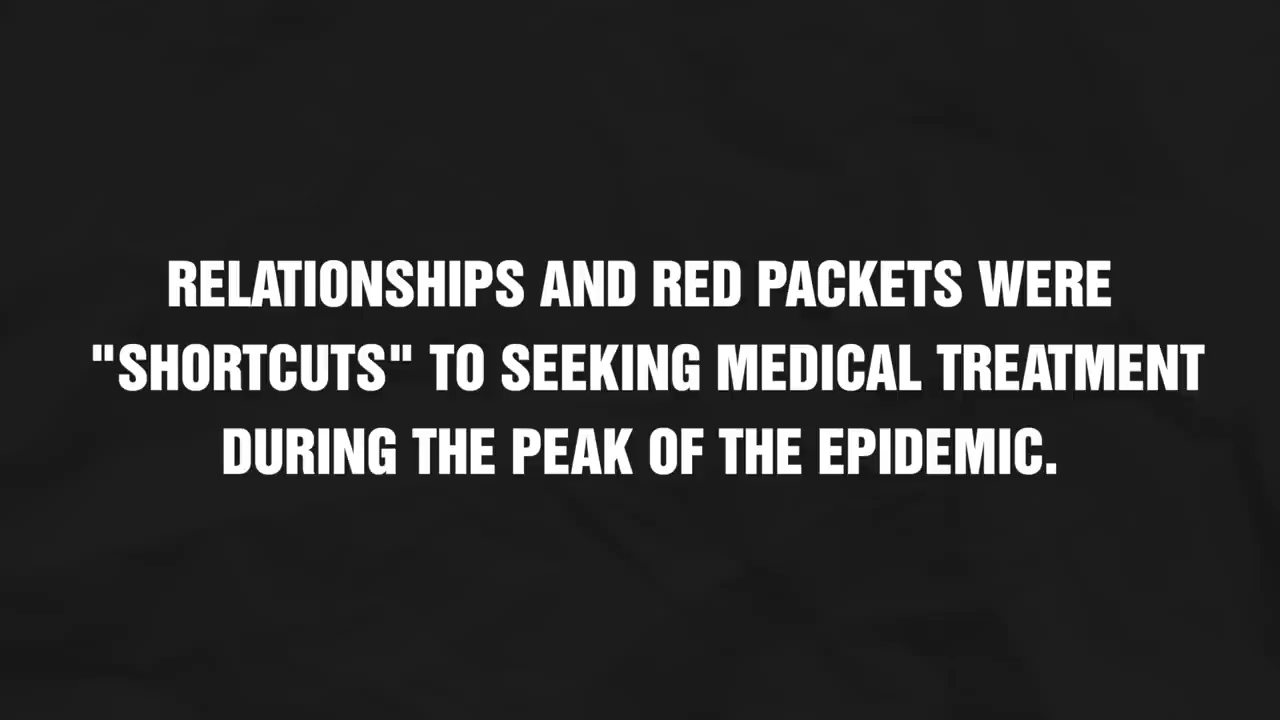 RELATIONSHIPS AND RED PACKETS WERE
"SHORTCUTS" TO SEEKING MEDICAL TREATMENT
DURING THE PEAK OF THE EPIDEMIC.